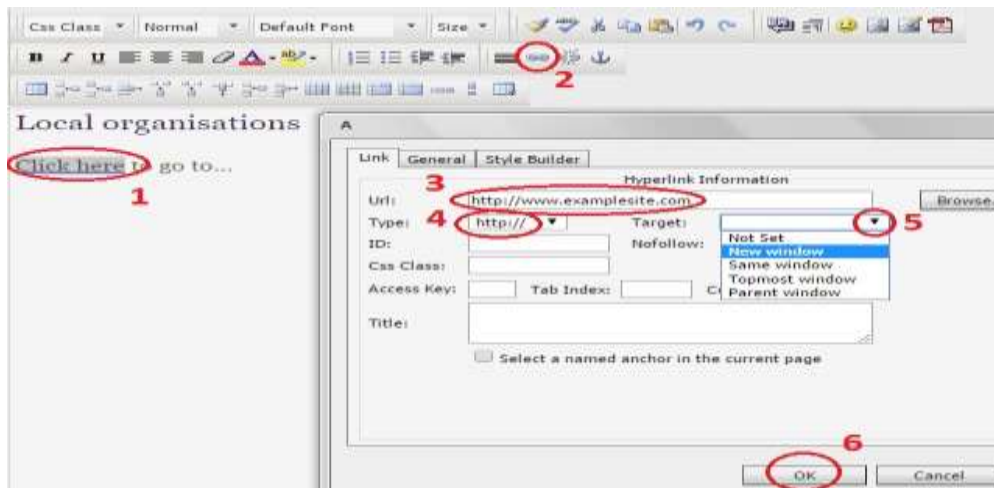 Css Class Normal Default Font Size
B I U A ab
2
Local organisations
Click here to go to...
1
A
Link General Style Builder
Hyperlink Information
3
Url: http://www.examplesite.com Browse.
4
Type: http:// Target: 5
ID: Nofollow: Not Set
New window
Css Class: Same window
Topmost window
Access Key: Tab Index: C Parent window
Title:
Select a named anchor in the current page
6
OK Cancel